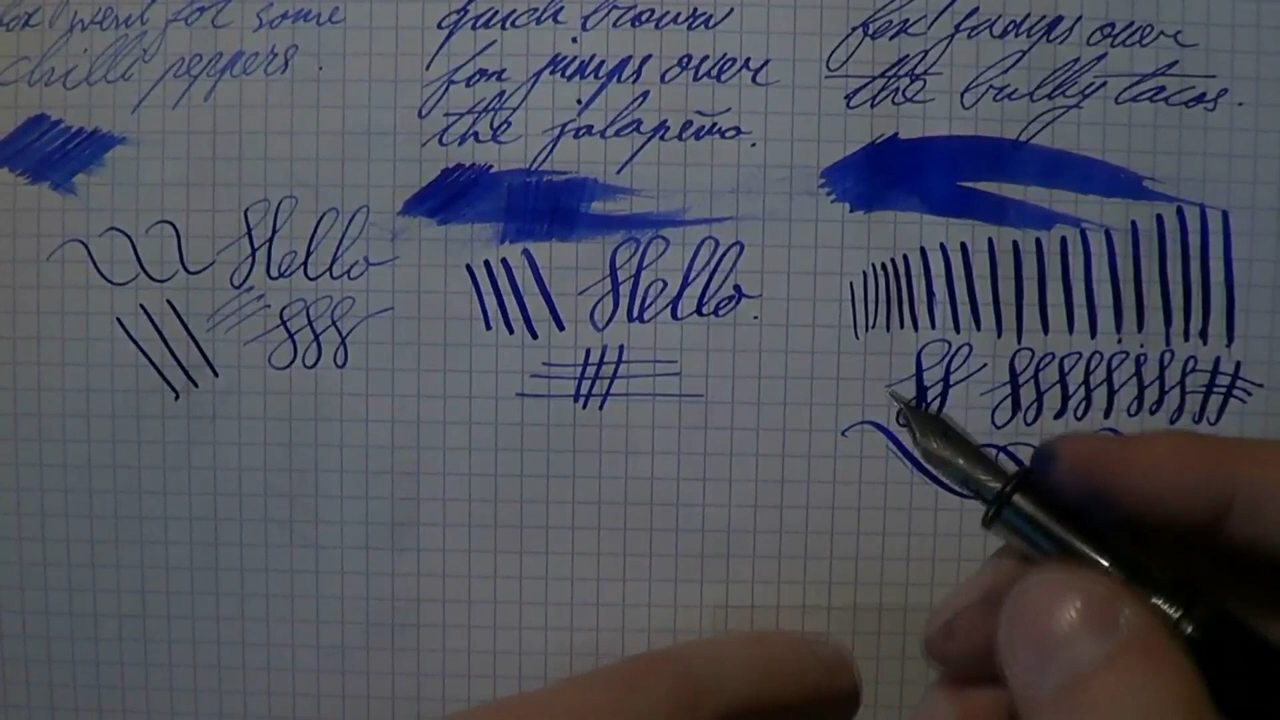 fox went for some
chilli peppers.
quick brown
fox jumps over
the jalapeño.
fox jumps over
the bulky tacos.
Hello
Hello.